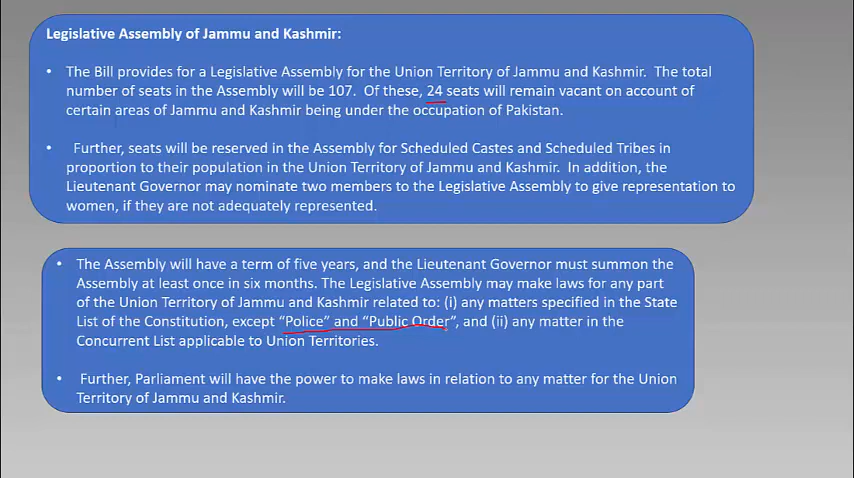 Legislative Assembly of Jammu and Kashmir:
• The Bill provides for a Legislative Assembly for the Union Territory of Jammu and Kashmir. The total
number of seats in the Assembly will be 107. Of these, 24 seats will remain vacant on account of
certain areas of Jammu and Kashmir being under the occupation of Pakistan.
• Further, seats will be reserved in the Assembly for Scheduled Castes and Scheduled Tribes in
proportion to their population in the Union Territory of Jammu and Kashmir. In addition, the
Lieutenant Governor may nominate two members to the Legislative Assembly to give representation to
women, if they are not adequately represented.
• The Assembly will have a term of five years, and the Lieutenant Governor must summon the
Assembly at least once in six months. The Legislative Assembly may make laws for any part
of the Union Territory of Jammu and Kashmir related to: (i) any matters specified in the State
List of the Constitution, except “Police” and “Public Order”, and (ii) any matter in the
Concurrent List applicable to Union Territories.
• Further, Parliament will have the power to make laws in relation to any matter for the Union
Territory of Jammu and Kashmir.